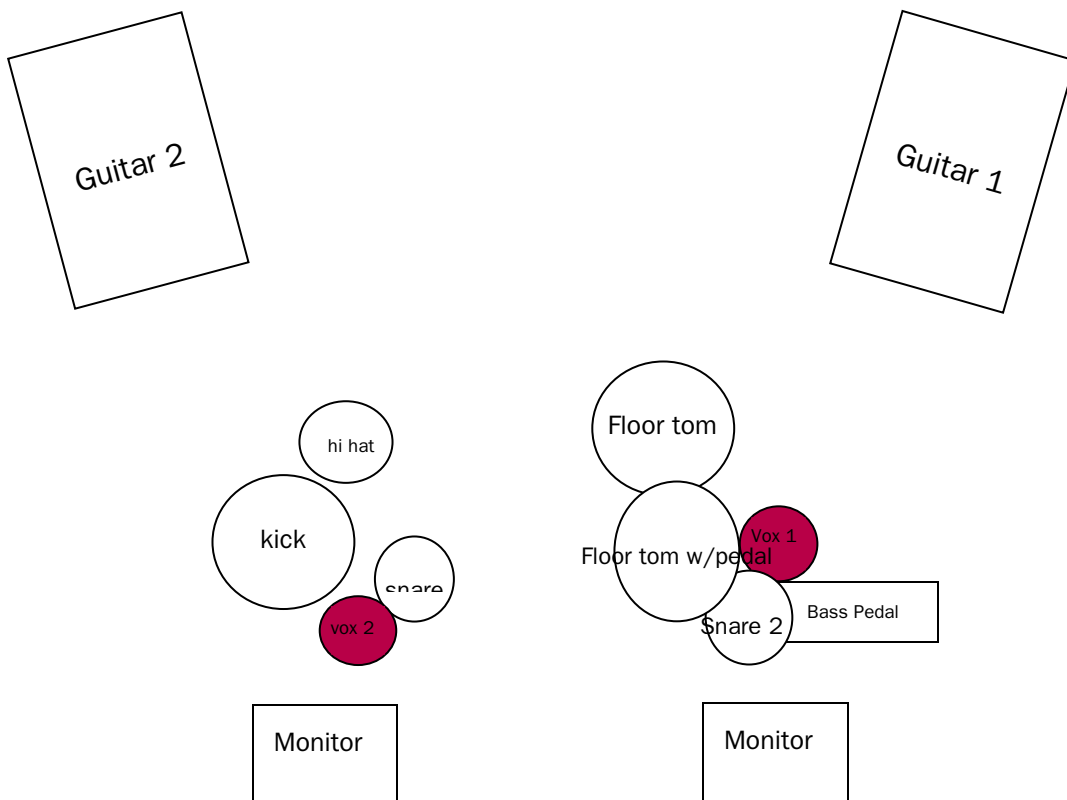 Guitar 2
Guitar 1
Floor tom
hi hat
kick
Vox 1
Floor tom w/pedal
snare
Bass Pedal
vox 2
Snare 2
Monitor
Monitor